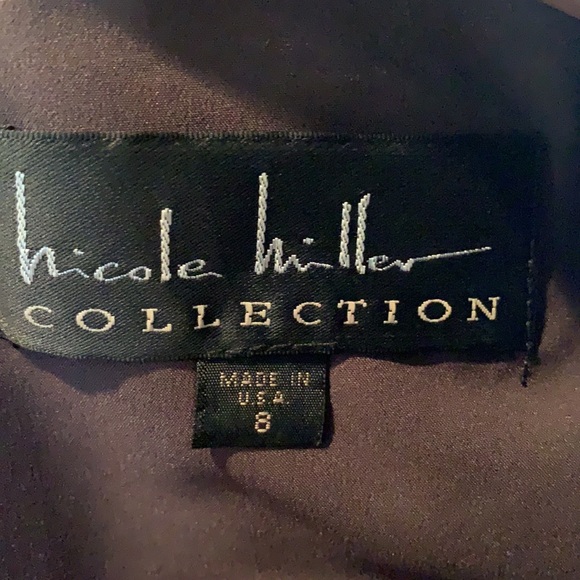 nicole miller
COLLECTION
MADE IN
U.S.A
8